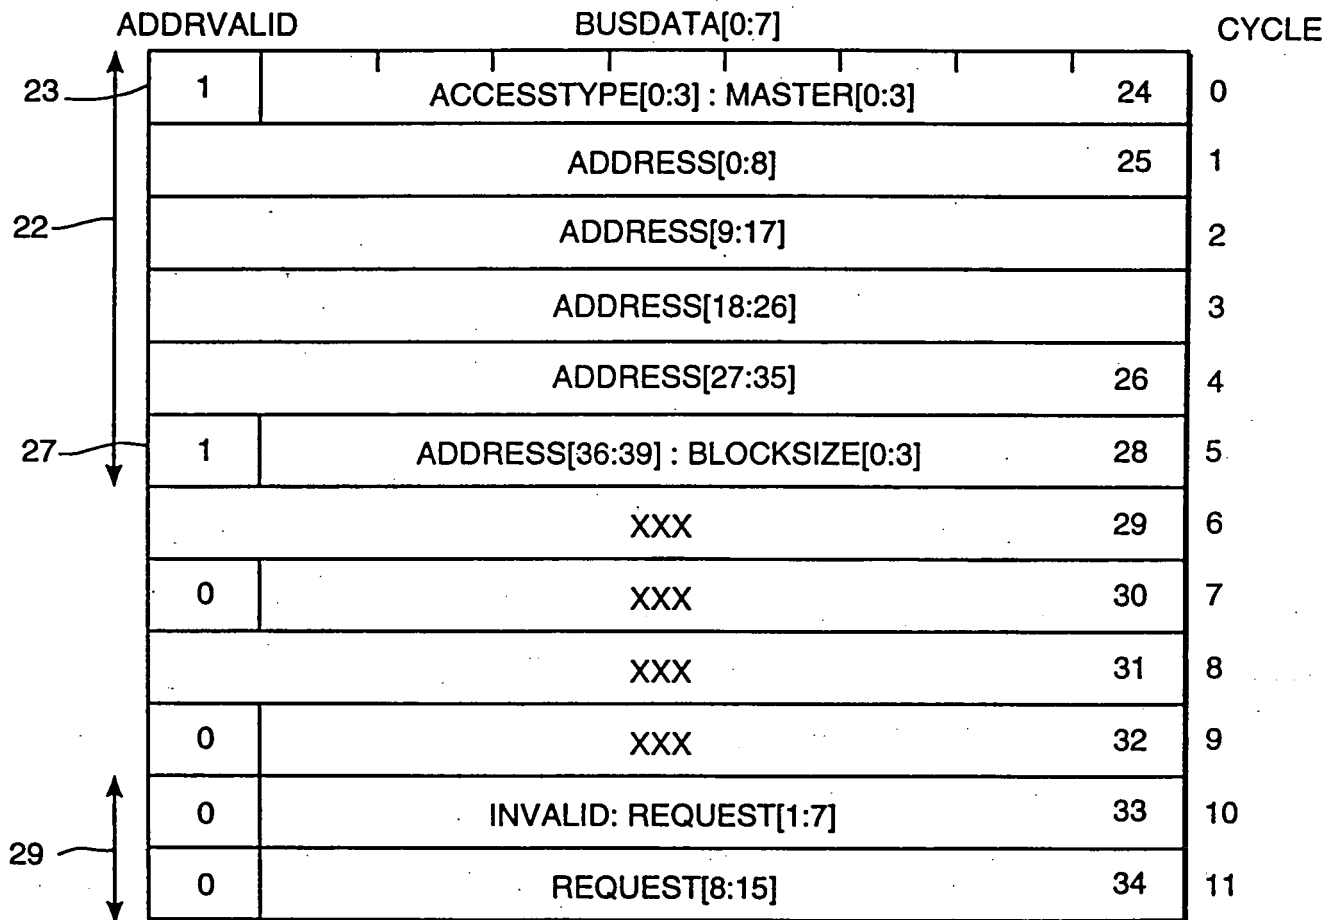 ADDRVALID BUSDATA[0:7] CYCLE
23 1 ACCESSTYPE[0:3] : MASTER[0:3] 24 0
ADDRESS[0:8] 25 1
22 ADDRESS[9:17] 2
ADDRESS[18:26] 3
ADDRESS[27:35] 26 4
27 1 ADDRESS[36:39] : BLOCKSIZE[0:3] 28 5
XXX 29 6
0 XXX 30 7
XXX 31 8
0 XXX 32 9
0 INVALID: REQUEST[1:7] 33 10
29
0 REQUEST[8:15] 34 11